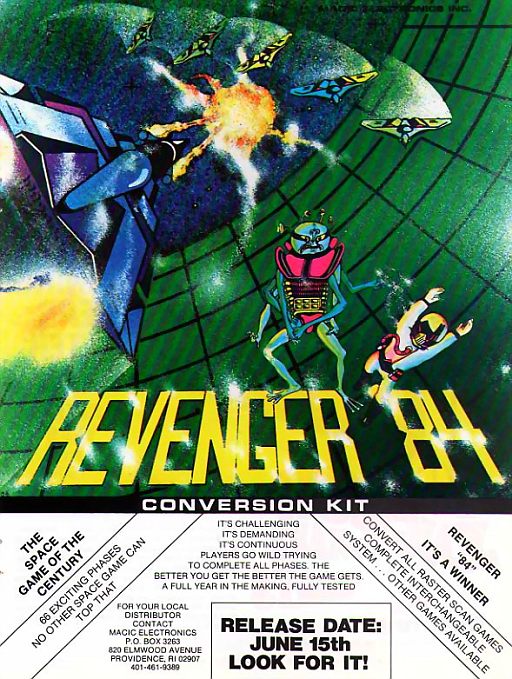 MAGIC ELECTRONICS INC.
REVENGER '84
CONVERSION KIT
THE
SPACE
GAME OF THE
CENTURY
66 EXCITING PHASES
NO OTHER SPACE GAME CAN
TOP THAT
IT'S CHALLENGING
IT'S DEMANDING
IT'S CONTINUOUS
PLAYERS GO WILD TRYING
TO COMPLETE ALL PHASES. THE
BETTER YOU GET THE BETTER THE GAME GETS.
A FULL YEAR IN THE MAKING, FULLY TESTED
CONVERT ALL RASTER SCAN GAMES
COMPLETE INTERCHANGEABLE
SYSTEM . . . OTHER GAMES AVAILABLE
REVENGER
"84"
IT'S A WINNER
FOR YOUR LOCAL
DISTRIBUTOR
CONTACT
MAGIC ELECTRONICS
P.O. BOX 3263
820 ELMWOOD AVENUE
PROVIDENCE, RI 02907
401-461-9389
RELEASE DATE:
JUNE 15th
LOOK FOR IT!